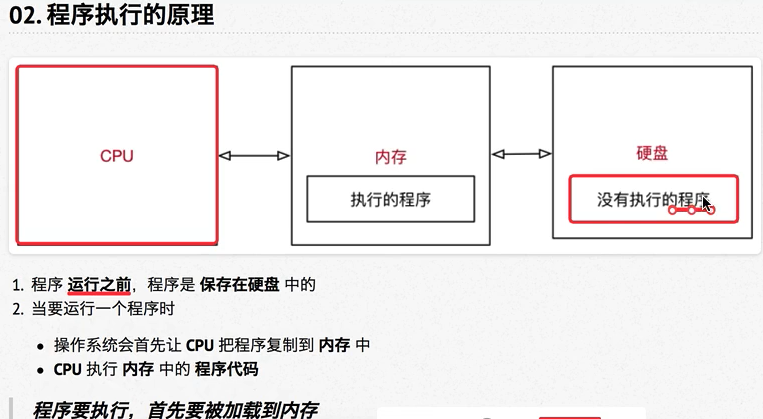 02. 程序执行的原理
CPU
内存
硬盘
执行的程序
没有执行的程序
1. 程序 运行之前，程序是 保存在硬盘 中的
2. 当要运行一个程序时
• 操作系统会首先让 CPU 把程序复制到 内存 中
• CPU 执行 内存 中的 程序代码
程序要执行，首先要被加载到内存